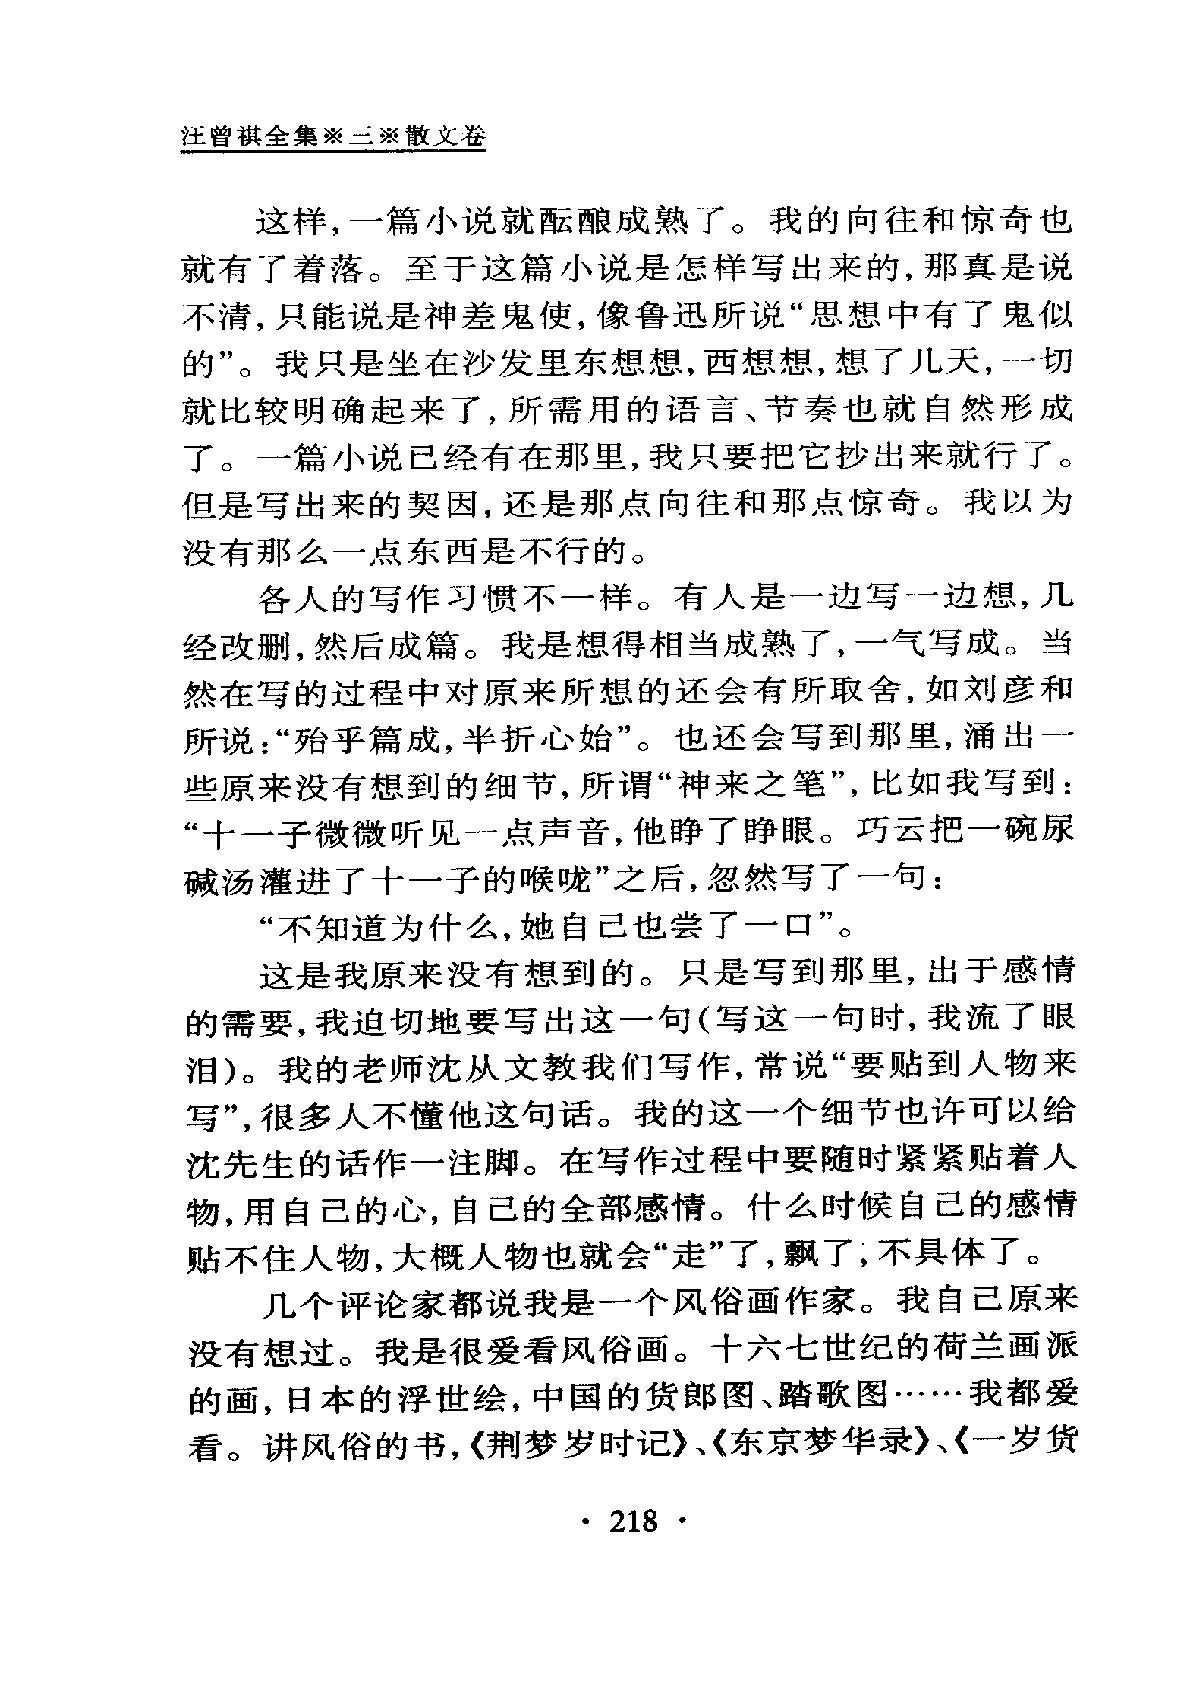 汪曾祺全集※三※散文卷
这样,一篇小说就酝酿成熟了。我的向往和惊奇也
就有了着落。至于这篇小说是怎样写出来的,那真是说
不清,只能说是神差鬼使,像鲁迅所说“思想中有了鬼似
的”。我只是坐在沙发里东想想,西想想,想了几天,一切
就比较明确起来了,所需用的语言、节奏也就自然形成
了。一篇小说已经有在那里,我只要把它抄出来就行了。
但是写出来的契因,还是那点向往和那点惊奇。我以为
没有那么一点东西是不行的。
各人的写作习惯不一样。有人是一边写一边想,几
经改删,然后成篇。我是想得相当成熟了,一气写成。当
然在写的过程中对原来所想的还会有所取舍,如刘彦和
所说:“殆乎篇成,半折心始”。也还会写到那里,涌出一
些原来没有想到的细节,所谓“神来之笔”,比如我写到:
“十一子微微听见一点声音,他睁了睁眼。巧云把一碗尿
碱汤灌进了十一子的喉咙”之后,忽然写了一句:
“不知道为什么,她自己也尝了一口”。
这是我原来没有想到的。只是写到那里,出于感情
的需要,我迫切地要写出这一句(写这一句时,我流了眼
泪)。我的老师沈从文教我们写作,常说“要贴到人物来
写”,很多人不懂他这句话。我的这一个细节也许可以给
沈先生的话作一注脚。在写作过程中要随时紧紧贴着人
物,用自己的心,自己的全部感情。什么时候自己的感情
贴不住人物,大概人物也就会“走”了,飘了,不具体了。
几个评论家都说我是一个风俗画作家。我自己原来
没有想过。我是很爱看风俗画。十六七世纪的荷兰画派
的画,日本的浮世绘,中国的货郎图、踏歌图……我都爱
看。讲风俗的书,《荆梦岁时记》、《东京梦华录》、《一岁货
· 218 ·